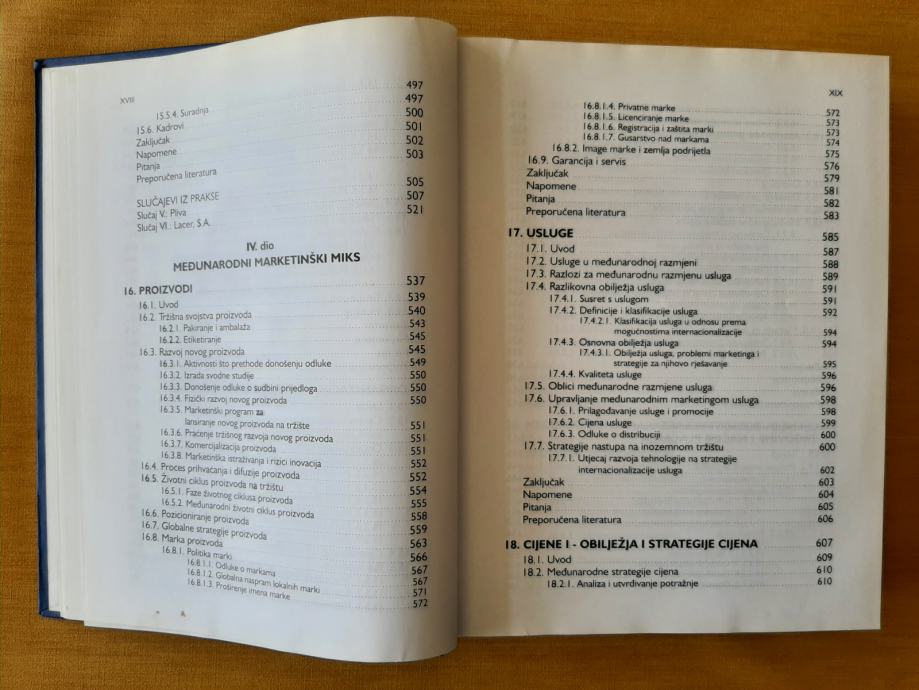 XVIII
15.5.4. Suradnja 497
15.6. Kadrovi 497
Zaključak 500
Napomene 501
Pitanja 502
Preporučena literatura 503
SLUČAJEVI IZ PRAKSE 505
Slučaj V.: Pliva 507
Slučaj VI.: Lacer, S.A. 521
IV. dio
MEĐUNARODNI MARKETINŠKI MIKS
16. PROIZVODI 537
16.1. Uvod 539
16.2. Tržišna svojstva proizvoda 540
16.2.1. Pakiranje i ambalaža 543
16.2.2. Etiketiranje 545
16.3. Razvoj novog proizvoda 545
16.3.1. Aktivnosti što prethode donošenju odluke 549
16.3.2. Izrada svodne studije 550
16.3.3. Donošenje odluke o sudbini prijedloga 550
16.3.4. Fizički razvoj novog proizvoda 550
16.3.5. Marketinški program za
lansiranje novog proizvoda na tržište 551
16.3.6. Praćenje tržišnog razvoja novog proizvoda 551
16.3.7. Komercijalizacija proizvoda 551
16.3.8. Marketinška istraživanja i rizici inovacija 552
16.4. Proces prihvaćanja i difuzije proizvoda 552
16.5. Životni ciklus proizvoda na tržištu 554
16.5.1. Faze životnog ciklusa proizvoda 555
16.5.2. Međunarodni životni ciklus proizvoda 558
16.6. Pozicioniranje proizvoda 559
16.7. Globalne strategije proizvoda 563
16.8. Marka proizvoda 566
16.8.1. Politika marki 567
16.8.1.1. Odluke o markama 567
16.8.1.2. Globalna naspram lokalnih marki 571
16.8.1.3. Proširenje imena marke 572
XIX
16.8.1.4. Privatne marke 572
16.8.1.5. Licenciranje marke 573
16.8.1.6. Registracija i zaštita marki 573
16.8.1.7. Gusarstvo nad markama 574
16.8.2. Image marke i zemlja podrijetla 575
16.9. Garancija i servis 576
Zaključak 579
Napomene 581
Pitanja 582
Preporučena literatura 583
17. USLUGE 585
17.1. Uvod 587
17.2. Usluge u međunarodnoj razmjeni 588
17.3. Razlozi za međunarodnu razmjenu usluga 589
17.4. Razlikovna obilježja usluga 591
17.4.1. Susret s uslugom 591
17.4.2. Definicije i klasifikacije usluga 592
17.4.2.1. Klasifikacija usluga u odnosu prema
mogućnostima internacionalizacije 594
17.4.3. Osnovna obilježja usluga 594
17.4.3.1. Obilježja usluga, problemi marketinga i
strategije za njihovo rješavanje 595
17.4.4. Kvaliteta usluge 596
17.5. Oblici međunarodne razmjene usluga 596
17.6. Upravljanje međunarodnim marketingom usluga 598
17.6.1. Prilagođavanje usluge i promocije 598
17.6.2. Cijena usluge 599
17.6.3. Odluke o distribuciji 600
17.7. Strategije nastupa na inozemnom tržištu 600
17.7.1. Utjecaj razvoja tehnologije na strategije
internacionalizacije usluga 602
Zaključak 603
Napomene 604
Pitanja 605
Preporučena literatura 606
18. CIJENE I - OBILJEŽJA I STRATEGIJE CIJENA 607
18.1. Uvod 609
18.2. Međunarodne strategije cijena 610
18.2.1. Analiza i utvrđivanje potražnje 610